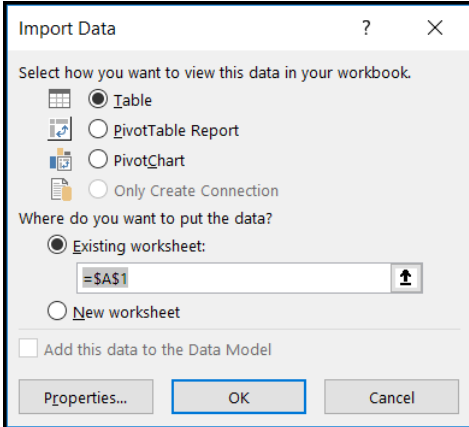 Import Data ?
Select how you want to view this data in your workbook.
Table
PivotTable Report
PivotChart
Only Create Connection
Where do you want to put the data?
Existing worksheet:
=$A$1
New worksheet
Add this data to the Data Model
Properties... OK Cancel